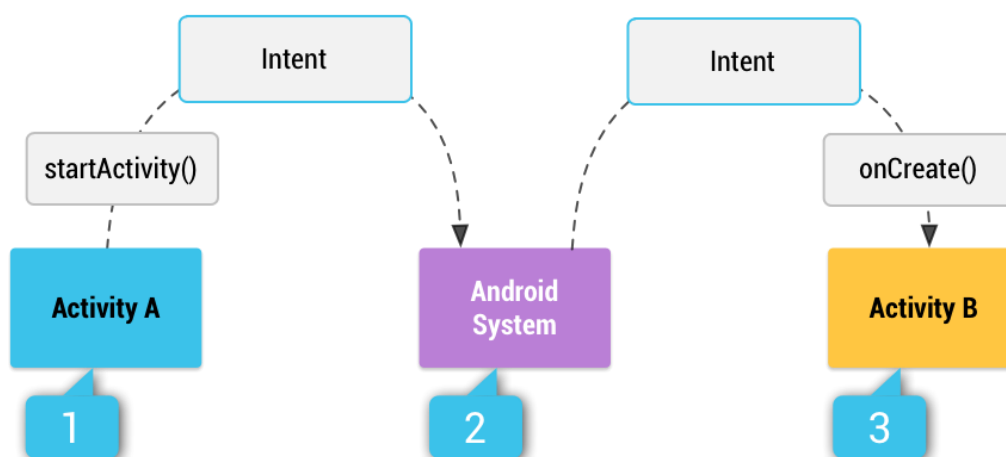 Intent
Intent
startActivity()
onCreate()
Activity A
Android
System
Activity B
1
2
3